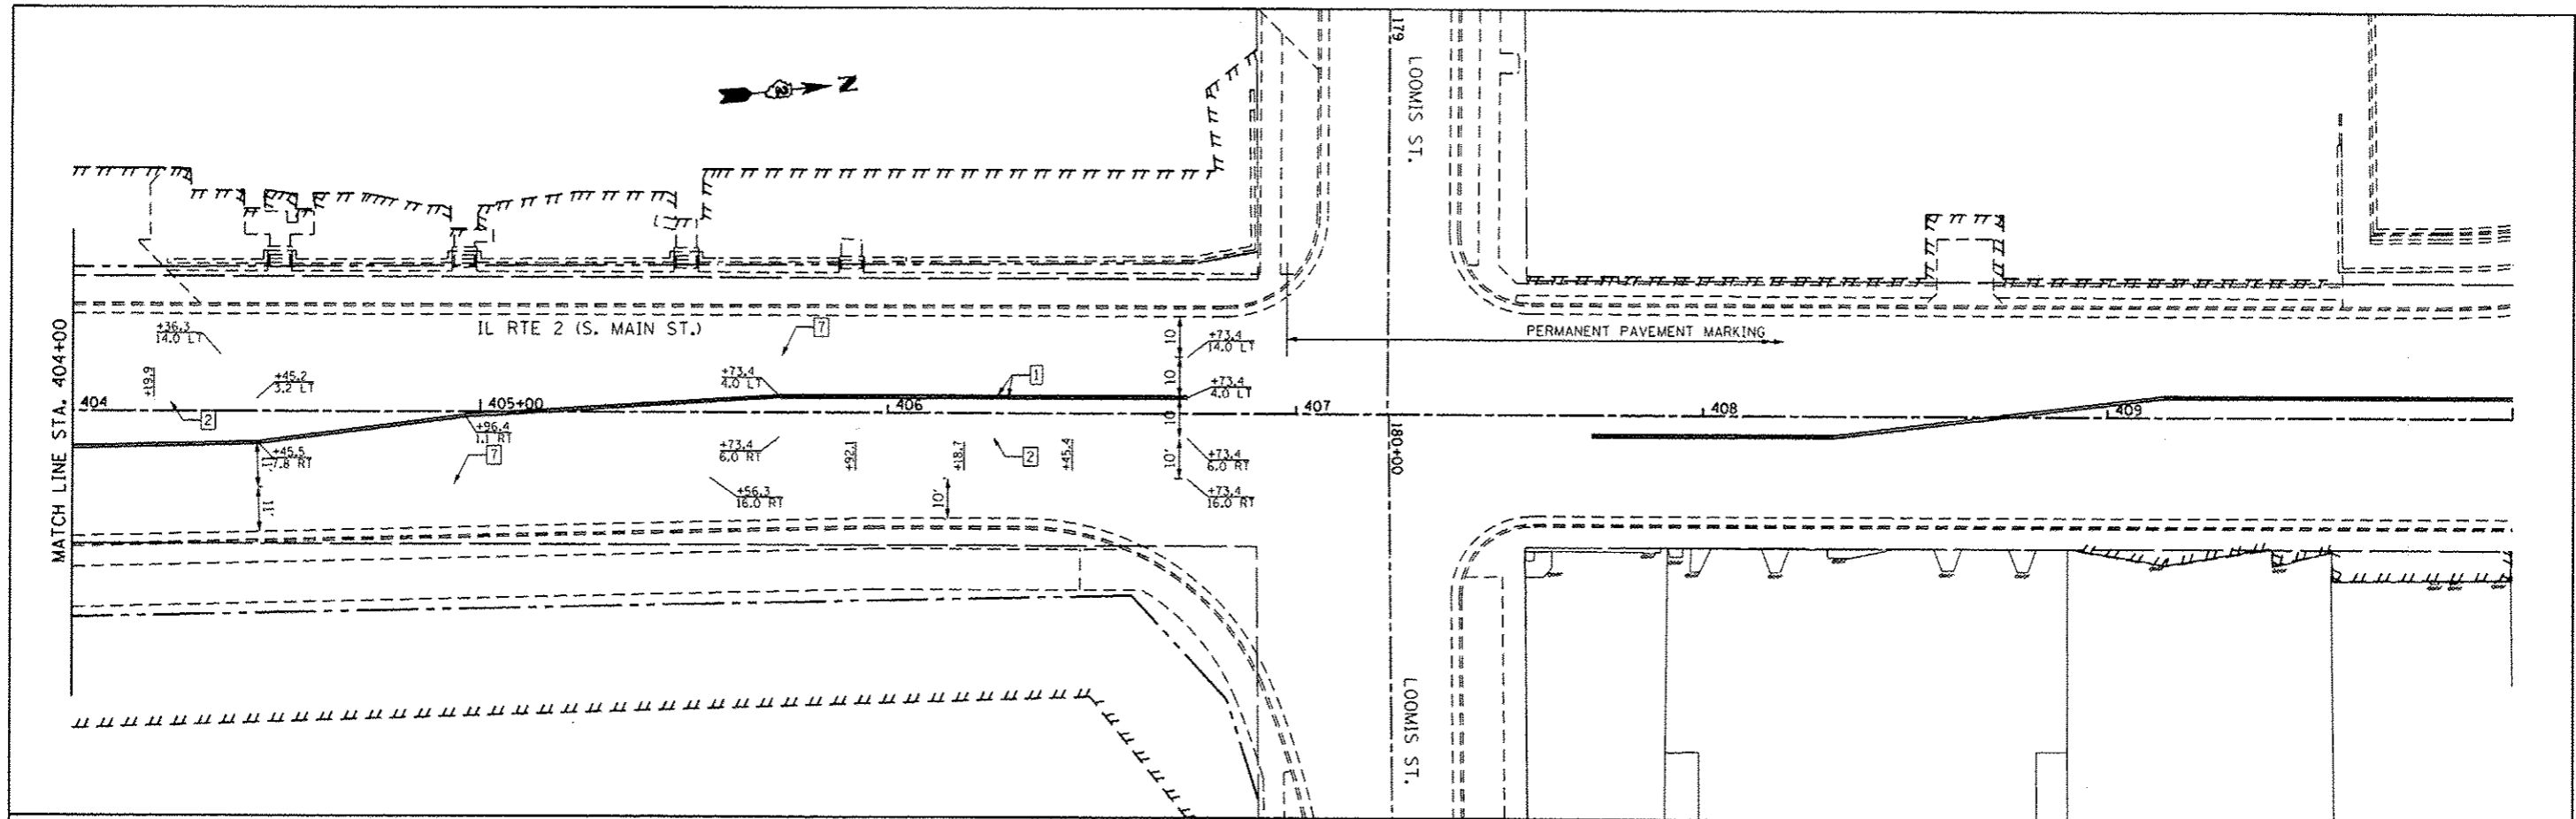 179
LOOMIS ST.
N
MATCH LINE STA. 404+00
IL RTE 2 (S. MAIN ST.)
7
PERMANENT PAVEMENT MARKING
+36.3
14.0 LT
+19.9
+45.2
3.2 LT
2
404
405+00
406
407
408
409
+73.4
4.0 LT
1
10
10
10
10'
+73.4
14.0 LT
+73.4
4.0 LT
+96.4
1.1 RT
+45.5
7.8 RT
11'
11'
7
+73.4
6.0 RT
+56.3
16.0 RT
+92.1
+18.7
10'
2
+45.4
+73.4
6.0 RT
+73.4
16.0 RT
180+00
LOOMIS ST.